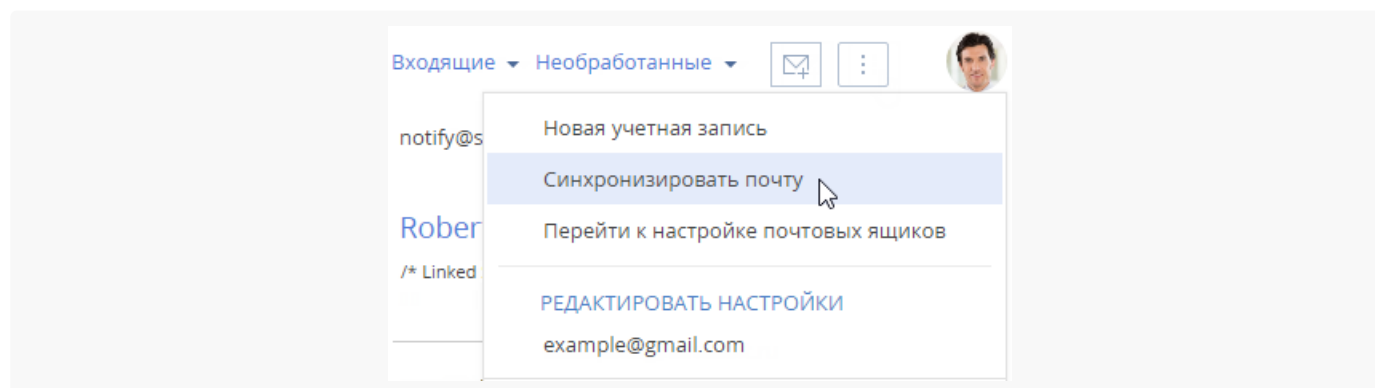 Входящие Необработанные
Новая учетная запись
notify@s
Синхронизировать почту
Rober
Перейти к настройке почтовых ящиков
/* Linked
РЕДАКТИРОВАТЬ НАСТРОЙКИ
example@gmail.com